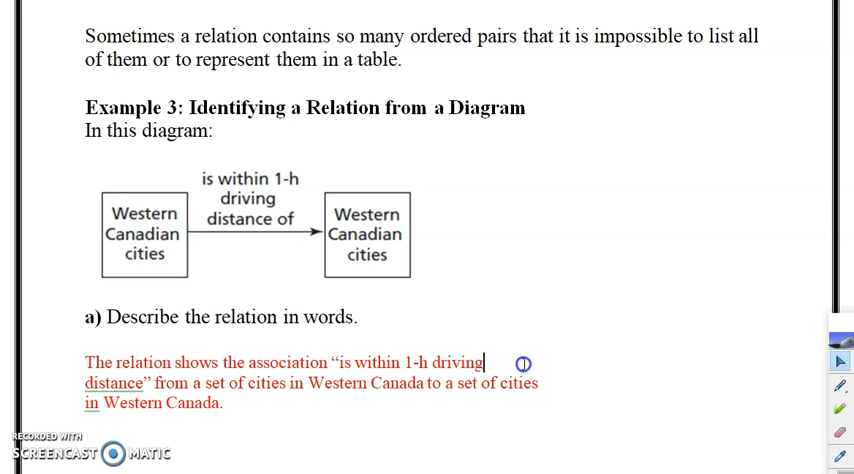 Sometimes a relation contains so many ordered pairs that it is impossible to list all
of them or to represent them in a table.
Example 3: Identifying a Relation from a Diagram
In this diagram:
is within 1-h
driving
distance of
Western
Canadian
cities
Western
Canadian
cities
a) Describe the relation in words.
The relation shows the association “is within 1-h driving
distance” from a set of cities in Western Canada to a set of cities
in Western Canada.
RECORDED WITH
SCREENCAST MATIC